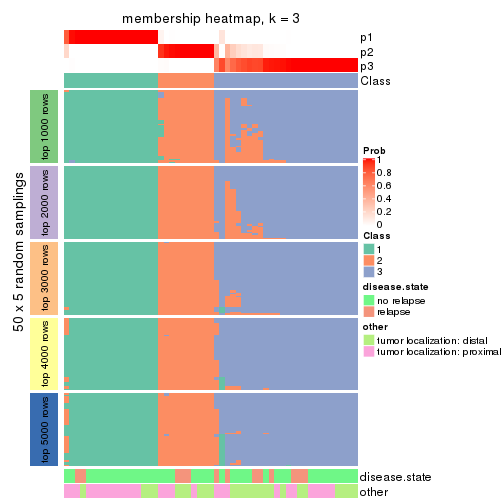 membership heatmap, k = 3
p1
p2
p3
Class
50 x 5 random samplings
top 1000 rows
top 2000 rows
top 3000 rows
top 4000 rows
top 5000 rows
disease.state
other
Prob
1
0.8
0.6
0.4
0.2
0
Class
1
2
3
disease.state
no relapse
relapse
other
tumor localization: distal
tumor localization: proximal